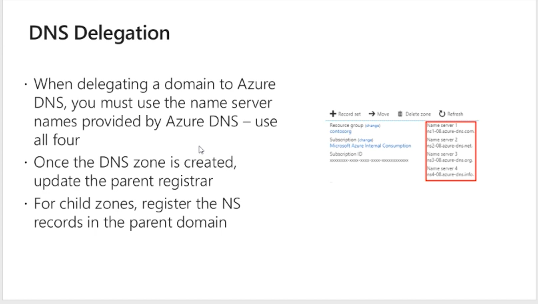 DNS Delegation
· When delegating a domain to Azure
DNS, you must use the name server
names provided by Azure DNS – use
all four
· Once the DNS zone is created,
update the parent registrar
· For child zones, register the NS
records in the parent domain
Record set Move Delete zone Refresh
Resource group (change)
contoso.org
Subscription (change)
Microsoft Azure Internal Consumption
Subscription ID
Name server 1
ns1-08.azure-dns.com.
Name server 2
ns2-08.azure-dns.net.
Name server 3
ns3-08.azure-dns.org.
Name server 4
ns4-08.azure-dns.info.